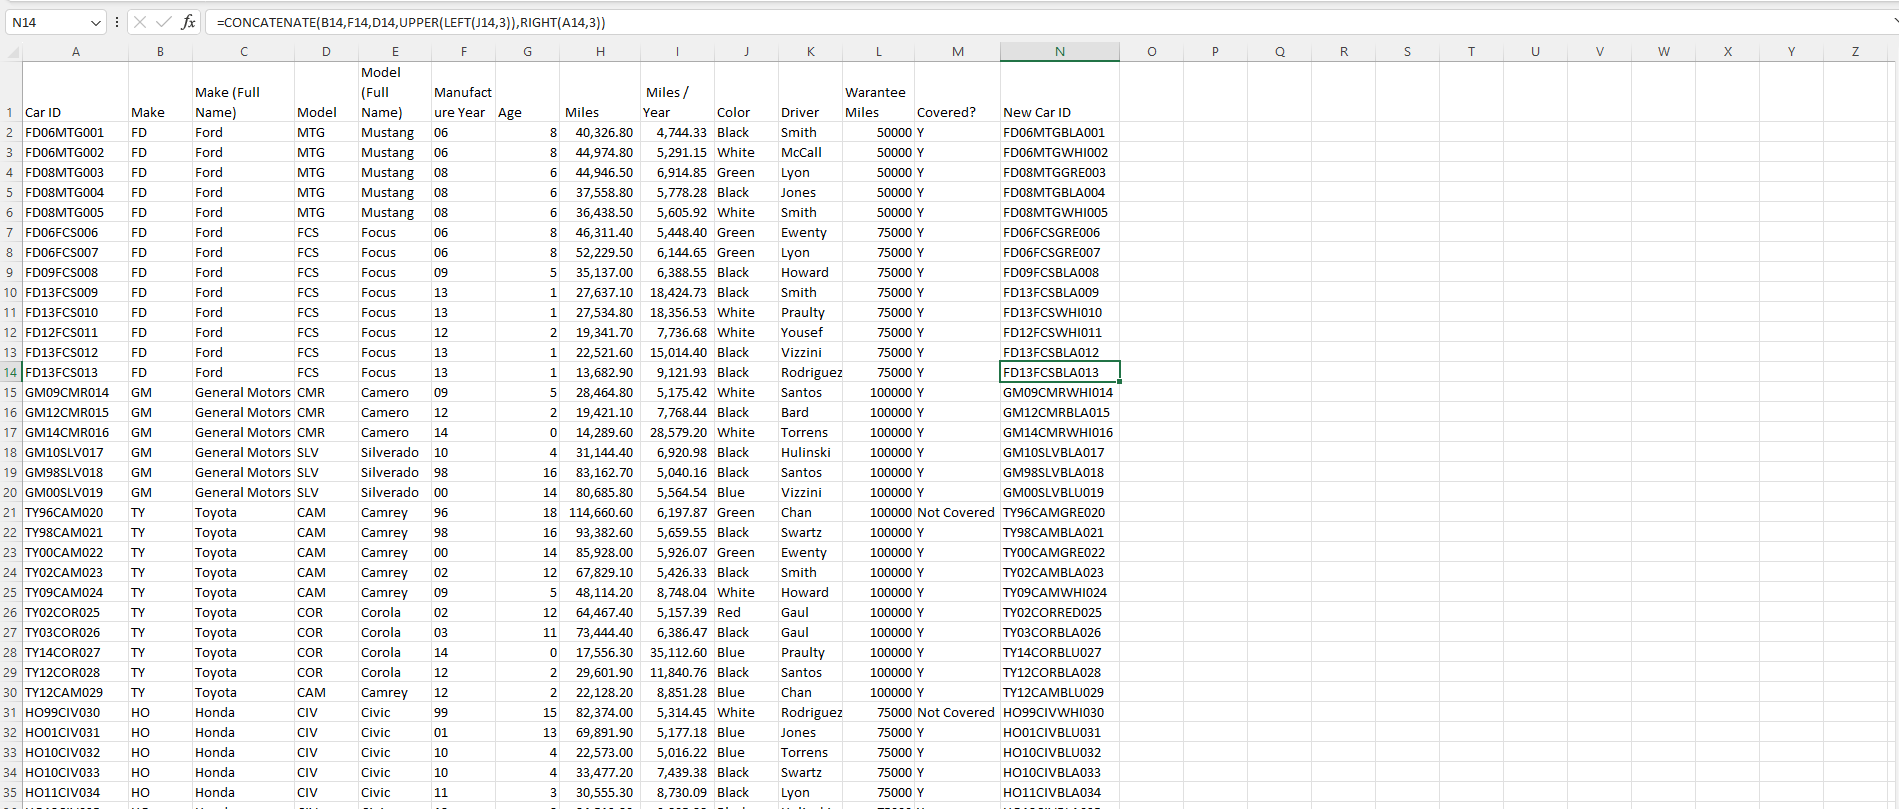 N14 fx =CONCATENATE(B14,F14,D14,UPPER(LEFT(J14,3)),RIGHT(A14,3))
A B C D E F G H I J K L M N O P Q R S T U V W X Y Z
1 Car ID Make Make (Full Name) Model Model (Full Name) Manufacture Year Age Miles Miles / Year Color Driver Warantee Miles Covered? New Car ID
2 FD06MTG001 FD Ford MTG Mustang 06 8 40,326.80 4,744.33 Black Smith 50000 Y FD06MTGBLA001
3 FD06MTG002 FD Ford MTG Mustang 06 8 44,974.80 5,291.15 White McCall 50000 Y FD06MTGWHI002
4 FD08MTG003 FD Ford MTG Mustang 08 6 44,946.50 6,914.85 Green Lyon 50000 Y FD08MTGGRE003
5 FD08MTG004 FD Ford MTG Mustang 08 6 37,558.80 5,778.28 Black Jones 50000 Y FD08MTGBLA004
6 FD08MTG005 FD Ford MTG Mustang 08 6 36,438.50 5,605.92 White Smith 50000 Y FD08MTGWHI005
7 FD06FCS006 FD Ford FCS Focus 06 8 46,311.40 5,448.40 Green Ewenty 75000 Y FD06FCSGRE006
8 FD06FCS007 FD Ford FCS Focus 06 8 52,229.50 6,144.65 Green Lyon 75000 Y FD06FCSGRE007
9 FD09FCS008 FD Ford FCS Focus 09 5 35,137.00 6,388.55 Black Howard 75000 Y FD09FCSBLA008
10 FD13FCS009 FD Ford FCS Focus 13 1 27,637.10 18,424.73 Black Smith 75000 Y FD13FCSBLA009
11 FD13FCS010 FD Ford FCS Focus 13 1 27,534.80 18,356.53 White Praulty 75000 Y FD13FCSWHI010
12 FD12FCS011 FD Ford FCS Focus 12 2 19,341.70 7,736.68 White Yousef 75000 Y FD12FCSWHI011
13 FD13FCS012 FD Ford FCS Focus 13 1 22,521.60 15,014.40 Black Vizzini 75000 Y FD13FCSBLA012
14 FD13FCS013 FD Ford FCS Focus 13 1 13,682.90 9,121.93 Black Rodriguez 75000 Y FD13FCSBLA013
15 GM09CMR014 GM General Motors CMR Camero 09 5 28,464.80 5,175.42 White Santos 100000 Y GM09CMRWHI014
16 GM12CMR015 GM General Motors CMR Camero 12 2 19,421.10 7,768.44 Black Bard 100000 Y GM12CMRBLA015
17 GM14CMR016 GM General Motors CMR Camero 14 0 14,289.60 28,579.20 White Torrens 100000 Y GM14CMRWHI016
18 GM10SLV017 GM General Motors SLV Silverado 10 4 31,144.40 6,920.98 Black Hulinski 100000 Y GM10SLVBLA017
19 GM98SLV018 GM General Motors SLV Silverado 98 16 83,162.70 5,040.16 Black Santos 100000 Y GM98SLVBLA018
20 GM00SLV019 GM General Motors SLV Silverado 00 14 80,685.80 5,564.54 Blue Vizzini 100000 Y GM00SLVBLU019
21 TY96CAM020 TY Toyota CAM Camrey 96 18 114,660.60 6,197.87 Green Chan 100000 Not Covered TY96CAMGRE020
22 TY98CAM021 TY Toyota CAM Camrey 98 16 93,382.60 5,659.55 Black Swartz 100000 Y TY98CAMBLA021
23 TY00CAM022 TY Toyota CAM Camrey 00 14 85,928.00 5,926.07 Green Ewenty 100000 Y TY00CAMGRE022
24 TY02CAM023 TY Toyota CAM Camrey 02 12 67,829.10 5,426.33 Black Smith 100000 Y TY02CAMBLA023
25 TY09CAM024 TY Toyota CAM Camrey 09 5 48,114.20 8,748.04 White Howard 100000 Y TY09CAMWHI024
26 TY02COR025 TY Toyota COR Corola 02 12 64,467.40 5,157.39 Red Gaul 100000 Y TY02CORRED025
27 TY03COR026 TY Toyota COR Corola 03 11 73,444.40 6,386.47 Black Gaul 100000 Y TY03CORBLA026
28 TY14COR027 TY Toyota COR Corola 14 0 17,556.30 35,112.60 Blue Praulty 100000 Y TY14CORBLU027
29 TY12COR028 TY Toyota COR Corola 12 2 29,601.90 11,840.76 Black Santos 100000 Y TY12CORBLA028
30 TY12CAM029 TY Toyota CAM Camrey 12 2 22,128.20 8,851.28 Blue Chan 100000 Y TY12CAMBLU029
31 HO99CIV030 HO Honda CIV Civic 99 15 82,374.00 5,314.45 White Rodriguez 75000 Not Covered HO99CIVWHI030
32 HO01CIV031 HO Honda CIV Civic 01 13 69,891.90 5,177.18 Blue Jones 75000 Y HO01CIVBLU031
33 HO10CIV032 HO Honda CIV Civic 10 4 22,573.00 5,016.22 Blue Torrens 75000 Y HO10CIVBLU032
34 HO10CIV033 HO Honda CIV Civic 10 4 33,477.20 7,439.38 Black Swartz 75000 Y HO10CIVBLA033
35 HO11CIV034 HO Honda CIV Civic 11 3 30,555.30 8,730.09 Black Lyon 75000 Y HO11CIVBLA034